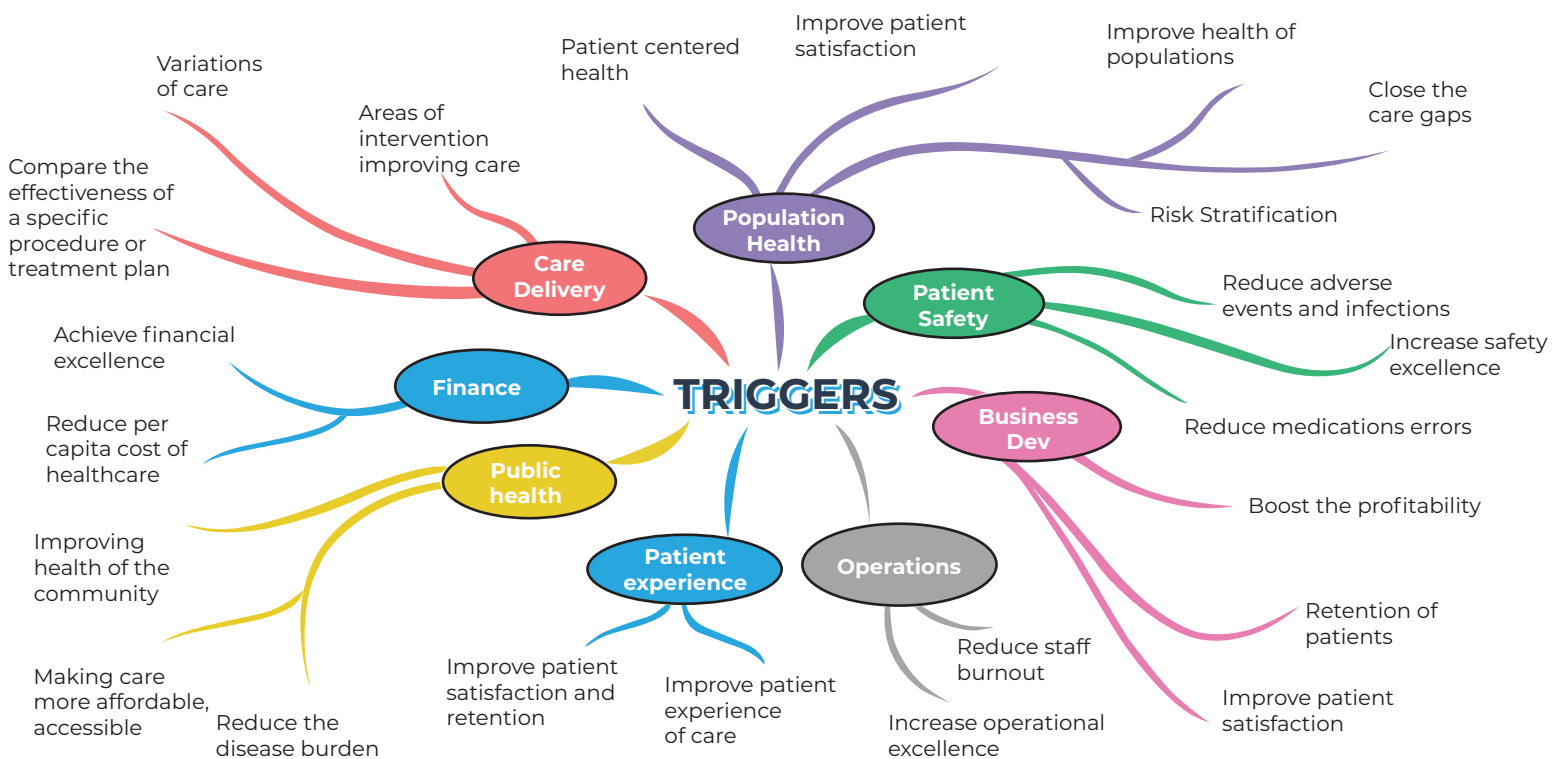 Variations
of care
Areas of
intervention
improving care
Compare the
effectiveness of
a specific
procedure or
treatment plan
Care
Delivery
Patient centered
health
Improve patient
satisfaction
Improve health of
populations
Close the
care gaps
Risk Stratification
Population
Health
Patient
Safety
Reduce adverse
events and infections
Increase safety
excellence
Reduce medications errors
Achieve financial
excellence
Reduce per
capita cost of
healthcare
Finance
TRIGGERS
Business
Dev
Boost the profitability
Retention of
patients
Improve patient
satisfaction
Public
health
Improving
health of the
community
Making care
more affordable,
accessible
Reduce the
disease burden
Patient
experience
Improve patient
satisfaction and
retention
Improve patient
experience
of care
Operations
Reduce staff
burnout
Increase operational
excellence